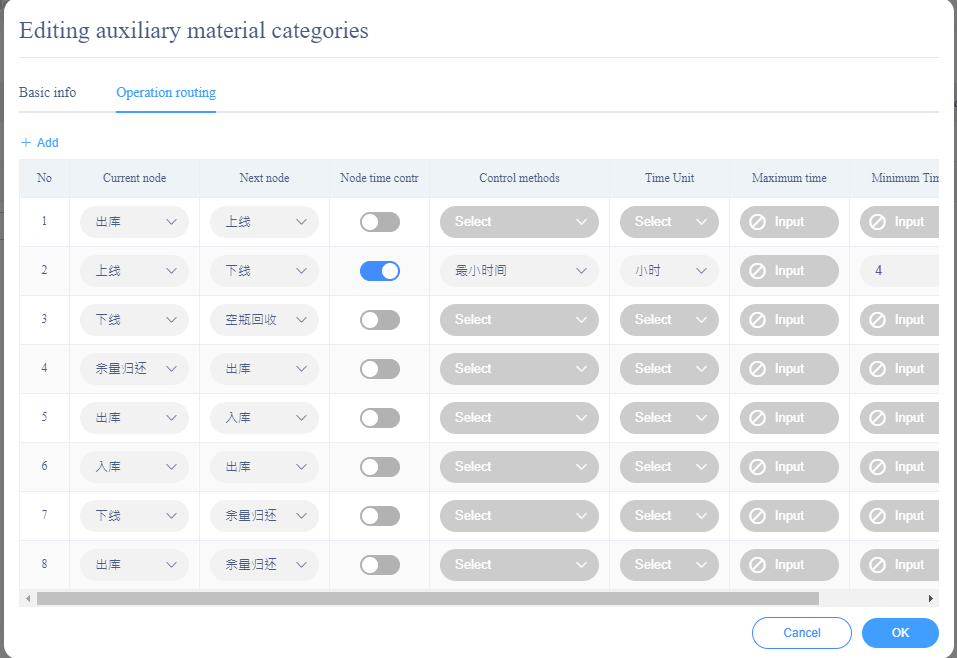 Editing auxiliary material categories
Basic info Operation routing
+ Add
No Current node Next node Node time contr Control methods Time Unit Maximum time Minimum Tim
1 出库 上线 Select Select Input Input
2 上线 下线 最小时间 小时 Input 4
3 下线 空瓶回收 Select Select Input Input
4 余量归还 出库 Select Select Input Input
5 出库 入库 Select Select Input Input
6 入库 出库 Select Select Input Input
7 下线 余量归还 Select Select Input Input
8 出库 余量归还 Select Select Input Input
Cancel OK